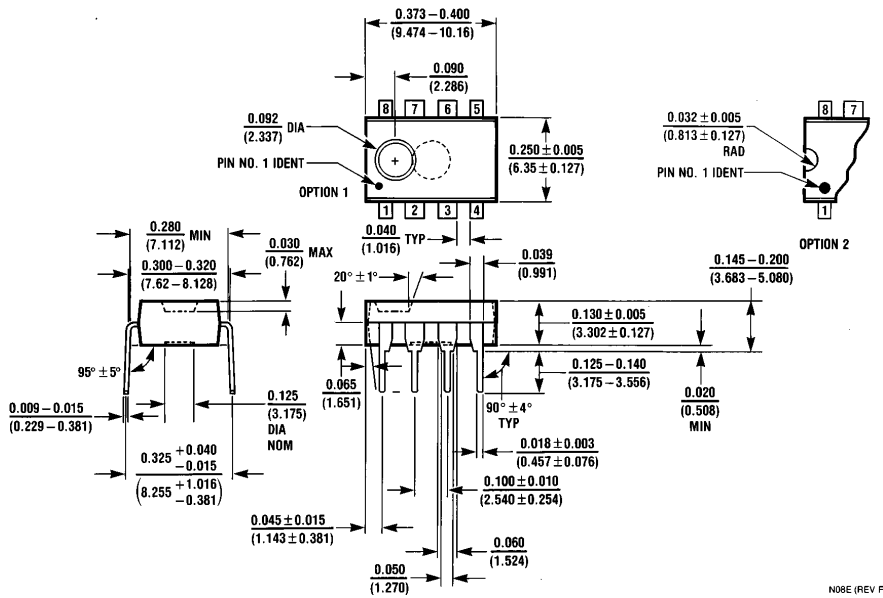 0.373 – 0.400
(9.474 – 10.16)
0.090
(2.286)
8 7 6 5
0.092 DIA
(2.337)
PIN NO. 1 IDENT
OPTION 1
0.250 ± 0.005
(6.35 ± 0.127)
1 2 3 4
0.032 ± 0.005
(0.813 ± 0.127)
RAD
PIN NO. 1 IDENT
8 7
1
OPTION 2
0.280 MIN
(7.112)
0.300 – 0.320
(7.62 – 8.128)
0.030 MAX
(0.762)
0.040 TYP
(1.016)
20° ± 1°
0.039
(0.991)
0.145 – 0.200
(3.683 – 5.080)
0.130 ± 0.005
(3.302 ± 0.127)
95° ± 5°
0.009 – 0.015
(0.229 – 0.381)
0.125
(3.175)
DIA
NOM
0.065
(1.651)
90° ± 4°
TYP
0.125 – 0.140
(3.175 – 3.556)
0.020
(0.508)
MIN
0.325 +0.040
−0.015
(8.255 +1.016
−0.381)
0.018 ± 0.003
(0.457 ± 0.076)
0.100 ± 0.010
(2.540 ± 0.254)
0.045 ± 0.015
(1.143 ± 0.381)
0.060
(1.524)
0.050
(1.270)
N08E (REV F